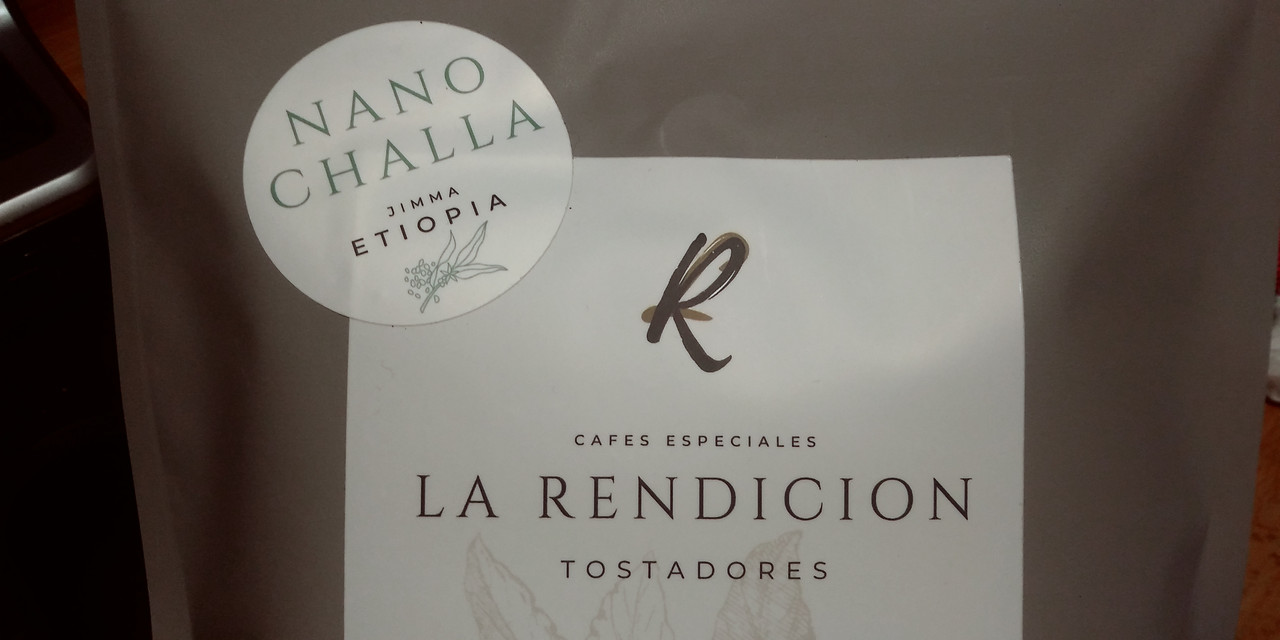 NANO
CHALLA
JIMMA
ETIOPIA
R
CAFES ESPECIALES
LA RENDICION
TOSTADORES